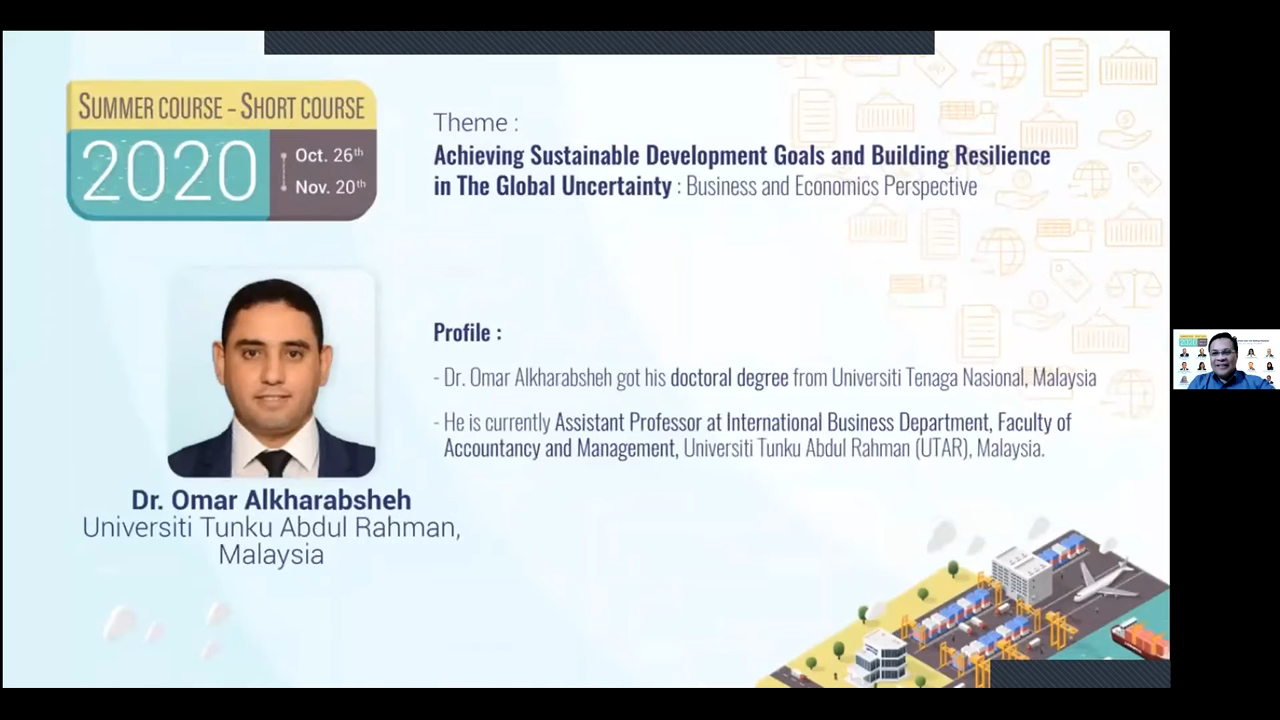 SUMMER COURSE – SHORT COURSE
2020
Oct. 26th
Nov. 20th
Theme :
Achieving Sustainable Development Goals and Building Resilience
in The Global Uncertainty : Business and Economics Perspective
Profile :
- Dr. Omar Alkharabsheh got his doctoral degree from Universiti Tenaga Nasional, Malaysia
- He is currently Assistant Professor at International Business Department, Faculty of
Accountancy and Management, Universiti Tunku Abdul Rahman (UTAR), Malaysia.
Dr. Omar Alkharabsheh
Universiti Tunku Abdul Rahman,
Malaysia